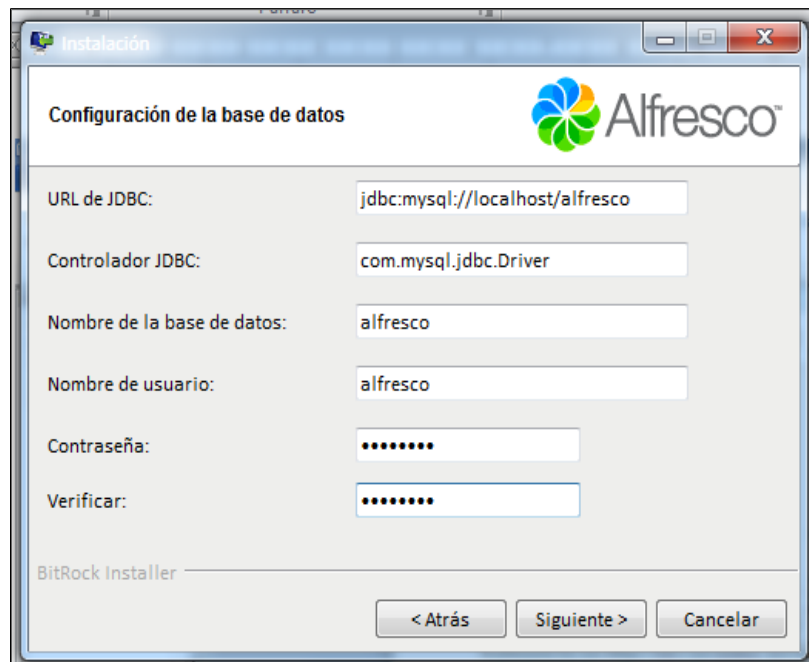 Instalación
Configuración de la base de datos
Alfresco™
URL de JDBC: jdbc:mysql://localhost/alfresco
Controlador JDBC: com.mysql.jdbc.Driver
Nombre de la base de datos: alfresco
Nombre de usuario: alfresco
Contraseña: ••••••••
Verificar: ••••••••
BitRock Installer
< Atrás Siguiente > Cancelar